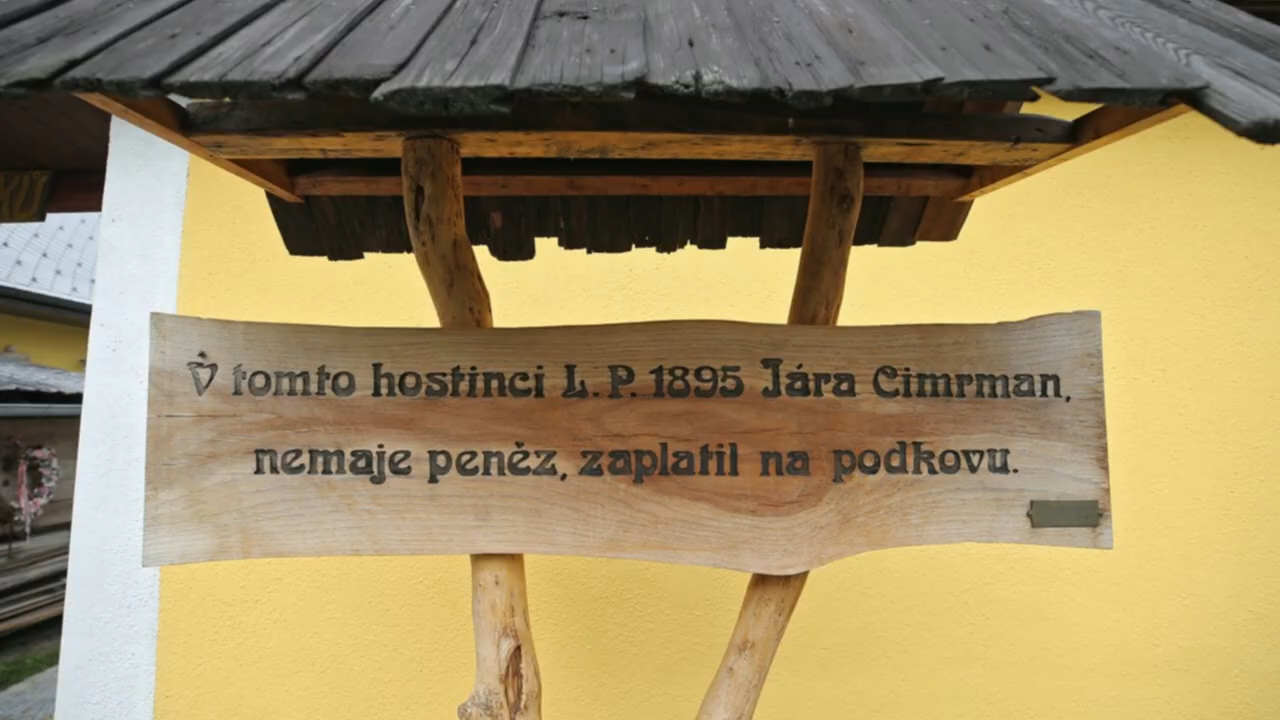 V tomto hostinci L. P. 1895 Jára Cimrman,
nemaje peněz, zaplatil na podkovu.